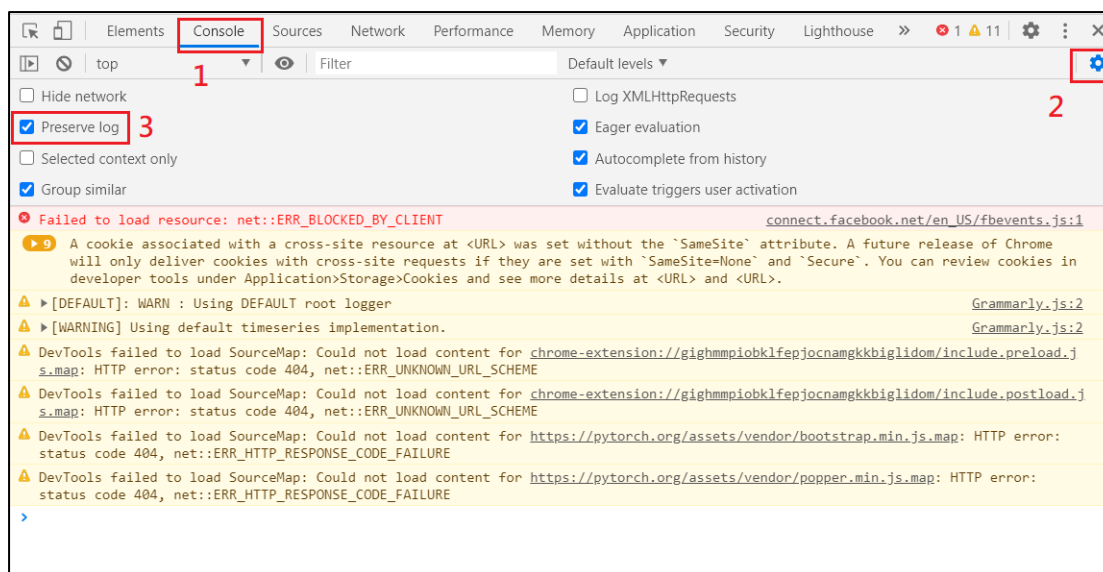 Elements Console Sources Network Performance Memory Application Security Lighthouse » 1 11
top Filter Default levels
1
2
Hide network Log XMLHttpRequests
Preserve log 3 Eager evaluation
Selected context only Autocomplete from history
Group similar Evaluate triggers user activation
Failed to load resource: net::ERR_BLOCKED_BY_CLIENT connect.facebook.net/en_US/fbevents.js:1
9 A cookie associated with a cross-site resource at <URL> was set without the `SameSite` attribute. A future release of Chrome
will only deliver cookies with cross-site requests if they are set with `SameSite=None` and `Secure`. You can review cookies in
developer tools under Application>Storage>Cookies and see more details at <URL> and <URL>.
[DEFAULT]: WARN : Using DEFAULT root logger Grammarly.js:2
[WARNING] Using default timeseries implementation. Grammarly.js:2
DevTools failed to load SourceMap: Could not load content for chrome-extension://gighmmpiobklfepjocnamgkkbiglidom/include.preload.j
s.map: HTTP error: status code 404, net::ERR_UNKNOWN_URL_SCHEME
DevTools failed to load SourceMap: Could not load content for chrome-extension://gighmmpiobklfepjocnamgkkbiglidom/include.postload.j
s.map: HTTP error: status code 404, net::ERR_UNKNOWN_URL_SCHEME
DevTools failed to load SourceMap: Could not load content for https://pytorch.org/assets/vendor/bootstrap.min.js.map: HTTP error:
status code 404, net::ERR_HTTP_RESPONSE_CODE_FAILURE
DevTools failed to load SourceMap: Could not load content for https://pytorch.org/assets/vendor/popper.min.js.map: HTTP error:
status code 404, net::ERR_HTTP_RESPONSE_CODE_FAILURE